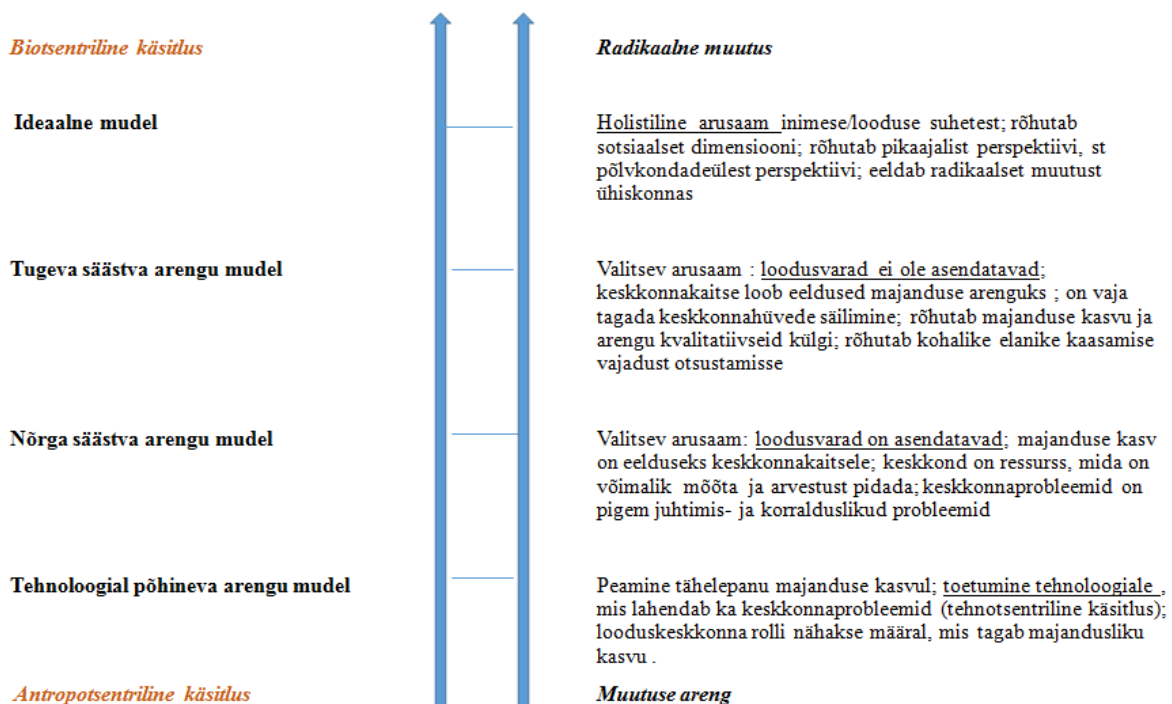 Biotsentriline käsitlus
Radikaalne muutus
Ideaalne mudel
Holistiline arusaam inimese/looduse suhetest; rõhutab
sotsiaalset dimensiooni; rõhutab pikaajalist perspektiivi, st
põlvkondadeülest perspektiivi; eeldab radikaalset muutust
ühiskonnas
Tugeva säästva arengu mudel
Valitsev arusaam : loodusvarad ei ole asendatavad;
keskkonnakaitse loob eeldused majanduse arenguks ; on vaja
tagada keskkonnahüvede säilimine; rõhutab majanduse kasvu ja
arengu kvalitatiivseid külgi; rõhutab kohalike elanike kaasamise
vajadust otsustamisse
Nõrga säästva arengu mudel
Valitsev arusaam: loodusvarad on asendatavad; majanduse kasv
on eelduseks keskkonnakaitsele; keskkond on ressurss, mida on
võimalik mõõta ja arvestust pidada; keskkonnaprobleemid on
pigem juhtimis- ja korralduslikud probleemid
Tehnoloogial põhineva arengu mudel
Peamine tähelepanu majanduse kasvul; toetumine tehnoloogiale ,
mis lahendab ka keskkonnaprobleemid (tehnotsentriline käsitlus);
looduskeskkonna rolli nähakse määral, mis tagab majandusliku
kasvu .
Antropotsentriline käsitlus
Muutuse areng